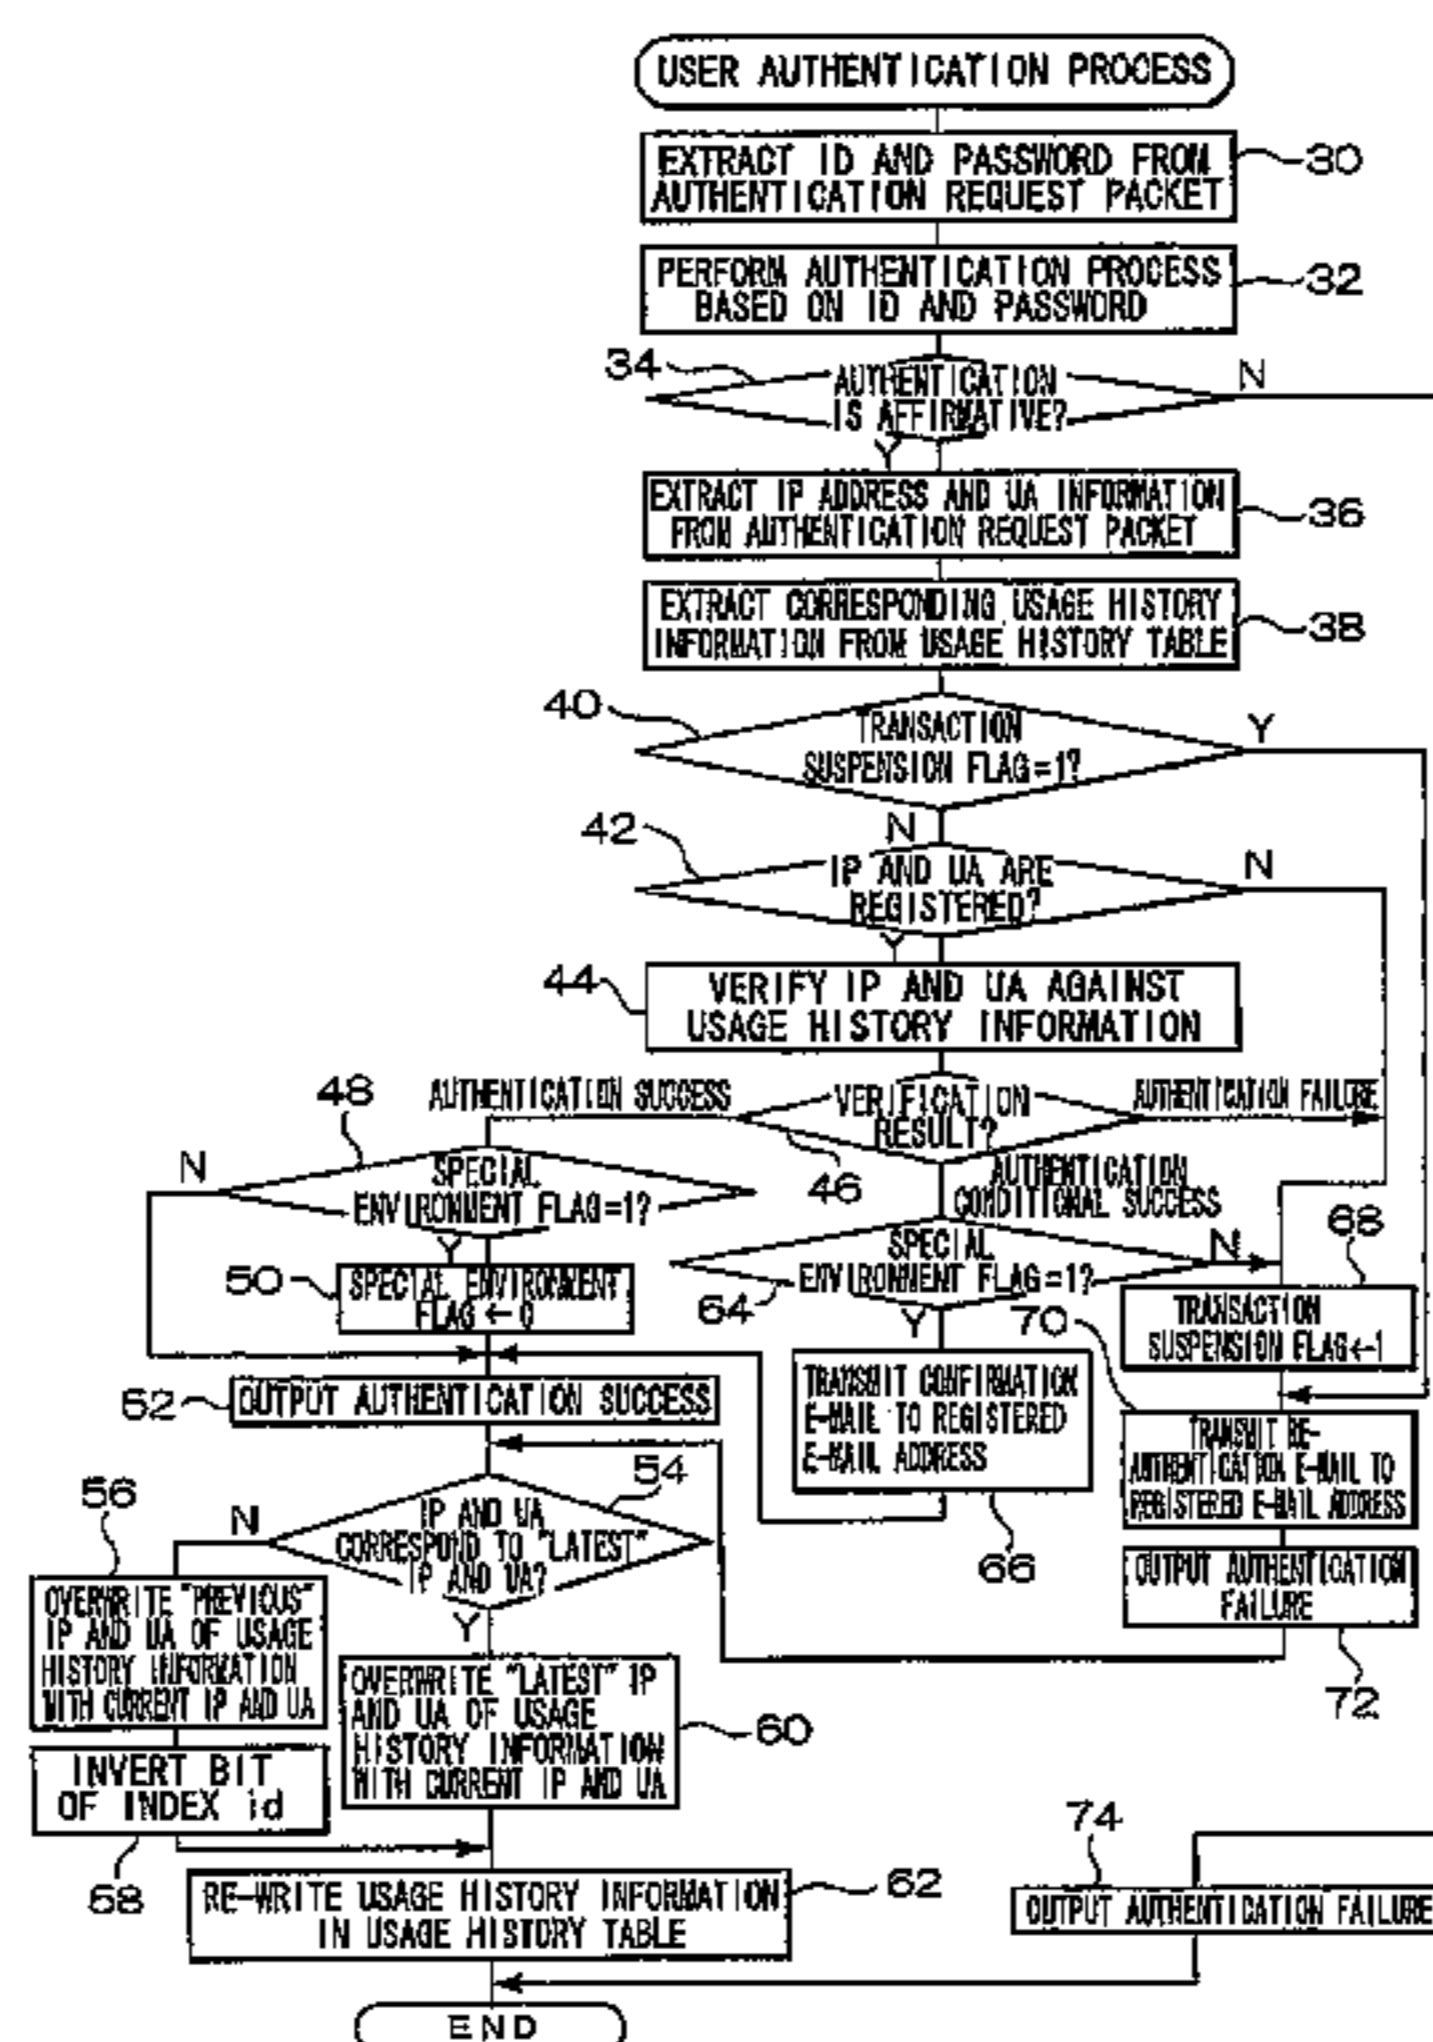 USER AUTHENTICATION PROCESS
EXTRACT ID AND PASSWORD FROM
AUTHENTICATION REQUEST PACKET
30
PERFORM AUTHENTICATION PROCESS
BASED ON ID AND PASSWORD
32
34
AUTHENTICATION
IS AFFIRMATIVE?
N
Y
EXTRACT IP ADDRESS AND UA INFORMATION
FROM AUTHENTICATION REQUEST PACKET
36
EXTRACT CORRESPONDING USAGE HISTORY
INFORMATION FROM USAGE HISTORY TABLE
38
40
TRANSACTION
SUSPENSION FLAG=1?
Y
N
42
IP AND UA ARE
REGISTERED?
N
Y
44
VERIFY IP AND UA AGAINST
USAGE HISTORY INFORMATION
AUTHENTICATION SUCCESS
VERIFICATION
RESULT?
AUTHENTICATION FAILURE
46
AUTHENTICATION
CONDITIONAL SUCCESS
48
N
SPECIAL
ENVIRONMENT FLAG=1?
Y
50
SPECIAL ENVIRONMENT
FLAG ← 0
SPECIAL
ENVIRONMENT FLAG=1?
N
64
Y
68
TRANSACTION
SUSPENSION FLAG←1
70
52
OUTPUT AUTHENTICATION SUCCESS
TRANSMIT CONFIRMATION
E-MAIL TO REGISTERED
E-MAIL ADDRESS
66
TRANSMIT RE-
AUTHENTICATION E-MAIL TO
REGISTERED E-MAIL ADDRESS
OUTPUT AUTHENTICATION
FAILURE
72
54
IP AND UA
CORRESPOND TO "LATEST"
IP AND UA?
N
Y
56
OVERWRITE "PREVIOUS"
IP AND UA OF USAGE
HISTORY INFORMATION
WITH CURRENT IP AND UA
INVERT BIT
OF INDEX id
58
OVERWRITE "LATEST" IP
AND UA OF USAGE
HISTORY INFORMATION
WITH CURRENT IP AND UA
60
RE-WRITE USAGE HISTORY INFORMATION
IN USAGE HISTORY TABLE
62
74
OUTPUT AUTHENTICATION FAILURE
END